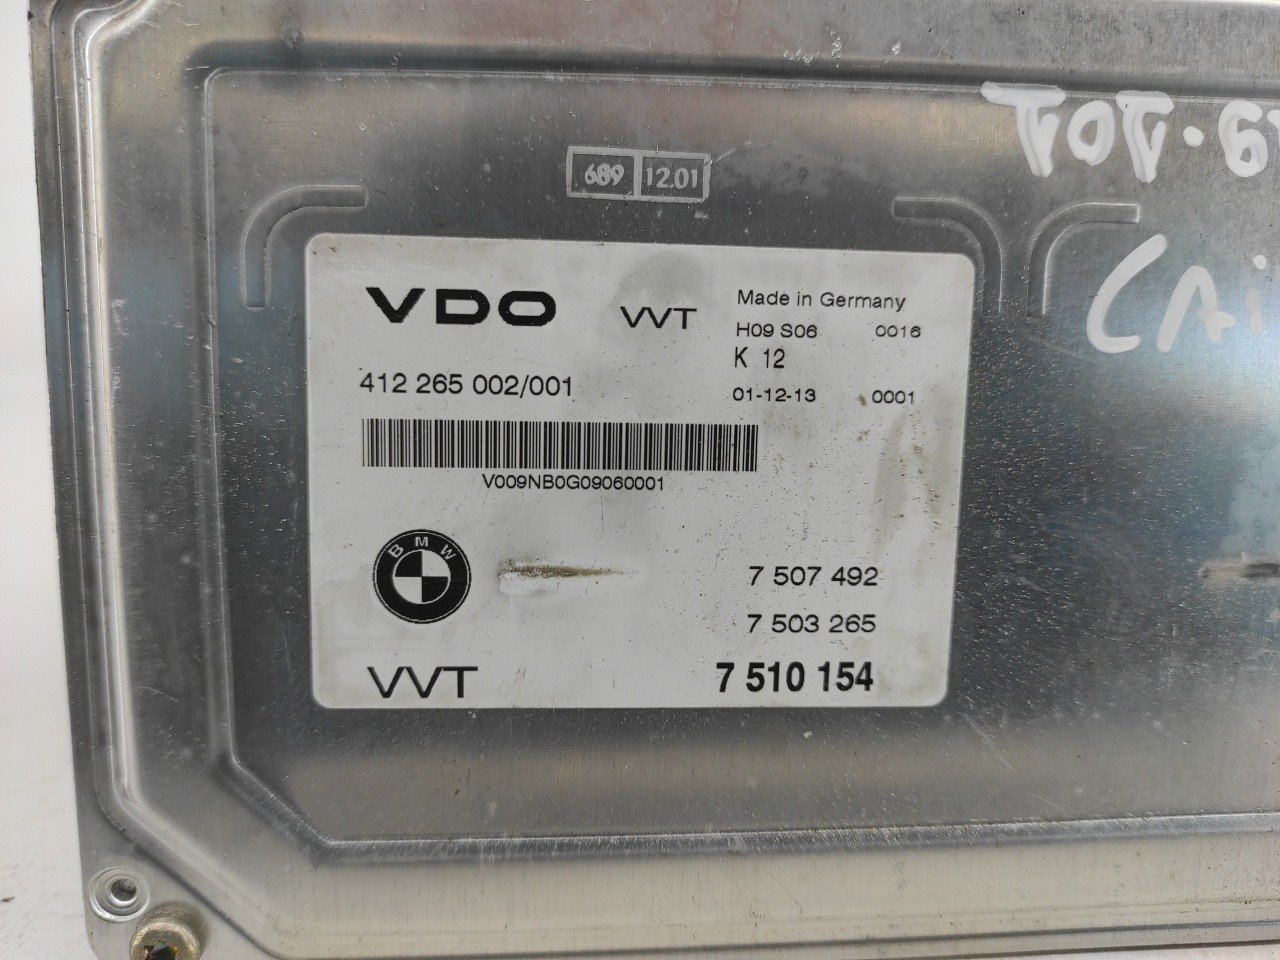 689 12.01
VDO VVT
Made in Germany
H09 S06 0016
K 12
412 265 002/001
01-12-13 0001
V009NB0G09060001
BMW
7 507 492
7 503 265
VVT
7 510 154